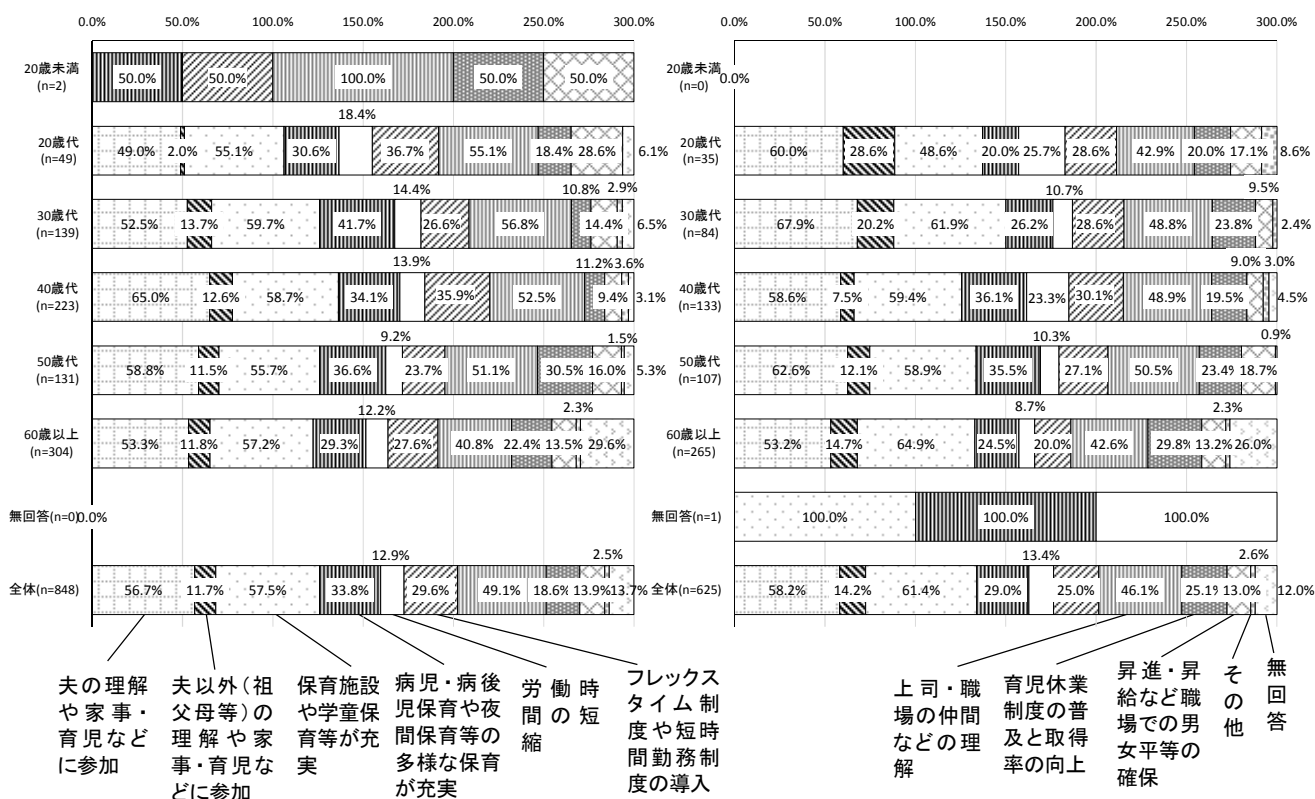 0.0% 50.0% 100.0% 150.0% 200.0% 250.0% 300.0%
20歳未満
(n=2)
50.0% 50.0% 100.0% 50.0% 50.0%
18.4%
20歳代
(n=49)
49.0% 2.0% 55.1% 30.6% 36.7% 55.1% 18.4% 28.6% 6.1%
14.4% 10.8% 2.9%
30歳代
(n=139)
52.5% 13.7% 59.7% 41.7% 26.6% 56.8% 14.4% 6.5%
13.9% 11.2% 3.6%
40歳代
(n=223)
65.0% 12.6% 58.7% 34.1% 35.9% 52.5% 9.4% 3.1%
9.2% 1.5%
50歳代
(n=131)
58.8% 11.5% 55.7% 36.6% 23.7% 51.1% 30.5% 16.0% 5.3%
12.2% 2.3%
60歳以上
(n=304)
53.3% 11.8% 57.2% 29.3% 27.6% 40.8% 22.4% 13.5% 29.6%
無回答(n=0)
0.0%
12.9% 2.5%
全体(n=848)
56.7% 11.7% 57.5% 33.8% 29.6% 49.1% 18.6% 13.9% 13.7%
0.0% 50.0% 100.0% 150.0% 200.0% 250.0% 300.0%
20歳未満
(n=0)
0.0%
20歳代
(n=35)
60.0% 28.6% 48.6% 20.0% 25.7% 28.6% 42.9% 20.0% 17.1% 8.6%
10.7% 9.5%
30歳代
(n=84)
67.9% 20.2% 61.9% 26.2% 28.6% 48.8% 23.8% 2.4%
9.0% 3.0%
40歳代
(n=133)
58.6% 7.5% 59.4% 36.1% 23.3% 30.1% 48.9% 19.5% 4.5%
10.3% 0.9%
50歳代
(n=107)
62.6% 12.1% 58.9% 35.5% 27.1% 50.5% 23.4% 18.7%
8.7% 2.3%
60歳以上
(n=265)
53.2% 14.7% 64.9% 24.5% 20.0% 42.6% 29.8% 13.2% 26.0%
無回答(n=1)
100.0% 100.0% 100.0%
13.4% 2.6%
全体(n=625)
58.2% 14.2% 61.4% 29.0% 25.0% 46.1% 25.1% 13.0% 12.0%
夫の理解
や家事・
育児など
に参加
夫以外（祖
父母等）の
理解や家
事・育児な
どに参加
保育施設
や学童保
育等が充
実
病児・病後
児保育や夜
間保育等の
多様な保育
が充実
労働時
間の短
縮
フレックス
タイム制
度や短時
間勤務制
度の導入
上司・職
場の仲間
などの理
解
育児休業
制度の普
及と取得
率の向上
昇進・昇
給など職
場での男
女平等の
確保
その
他
無
回
答